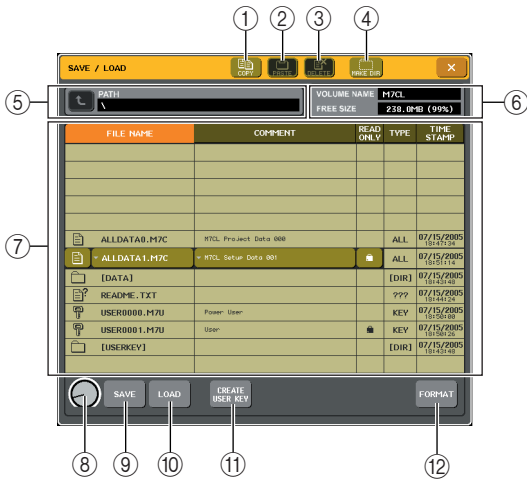 ① ② ③ ④
SAVE / LOAD COPY PASTE DELETE MAKE DIR ×
⑤ PATH VOLUME NAME M7CL ⑥
\ FREE SIZE 238.0MB (99%)
FILE NAME COMMENT READ ONLY TYPE TIME STAMP
⑦
ALLDATA0.M7C M7CL Project Data 000 ALL 07/15/2005 18:47:34
ALLDATA1.M7C M7CL Setup Data 001 ALL 07/15/2005 18:51:14
[DATA] [DIR] 07/15/2005 18:43:48
README.TXT ??? 07/15/2005 18:44:24
USER0000.M7U Power User KEY 07/15/2005 18:50:00
USER0001.M7U User KEY 07/15/2005 18:50:26
[USERKEY] [DIR] 07/15/2005 18:43:48
SAVE LOAD CREATE USER KEY FORMAT
⑧ ⑨ ⑩ ⑪ ⑫